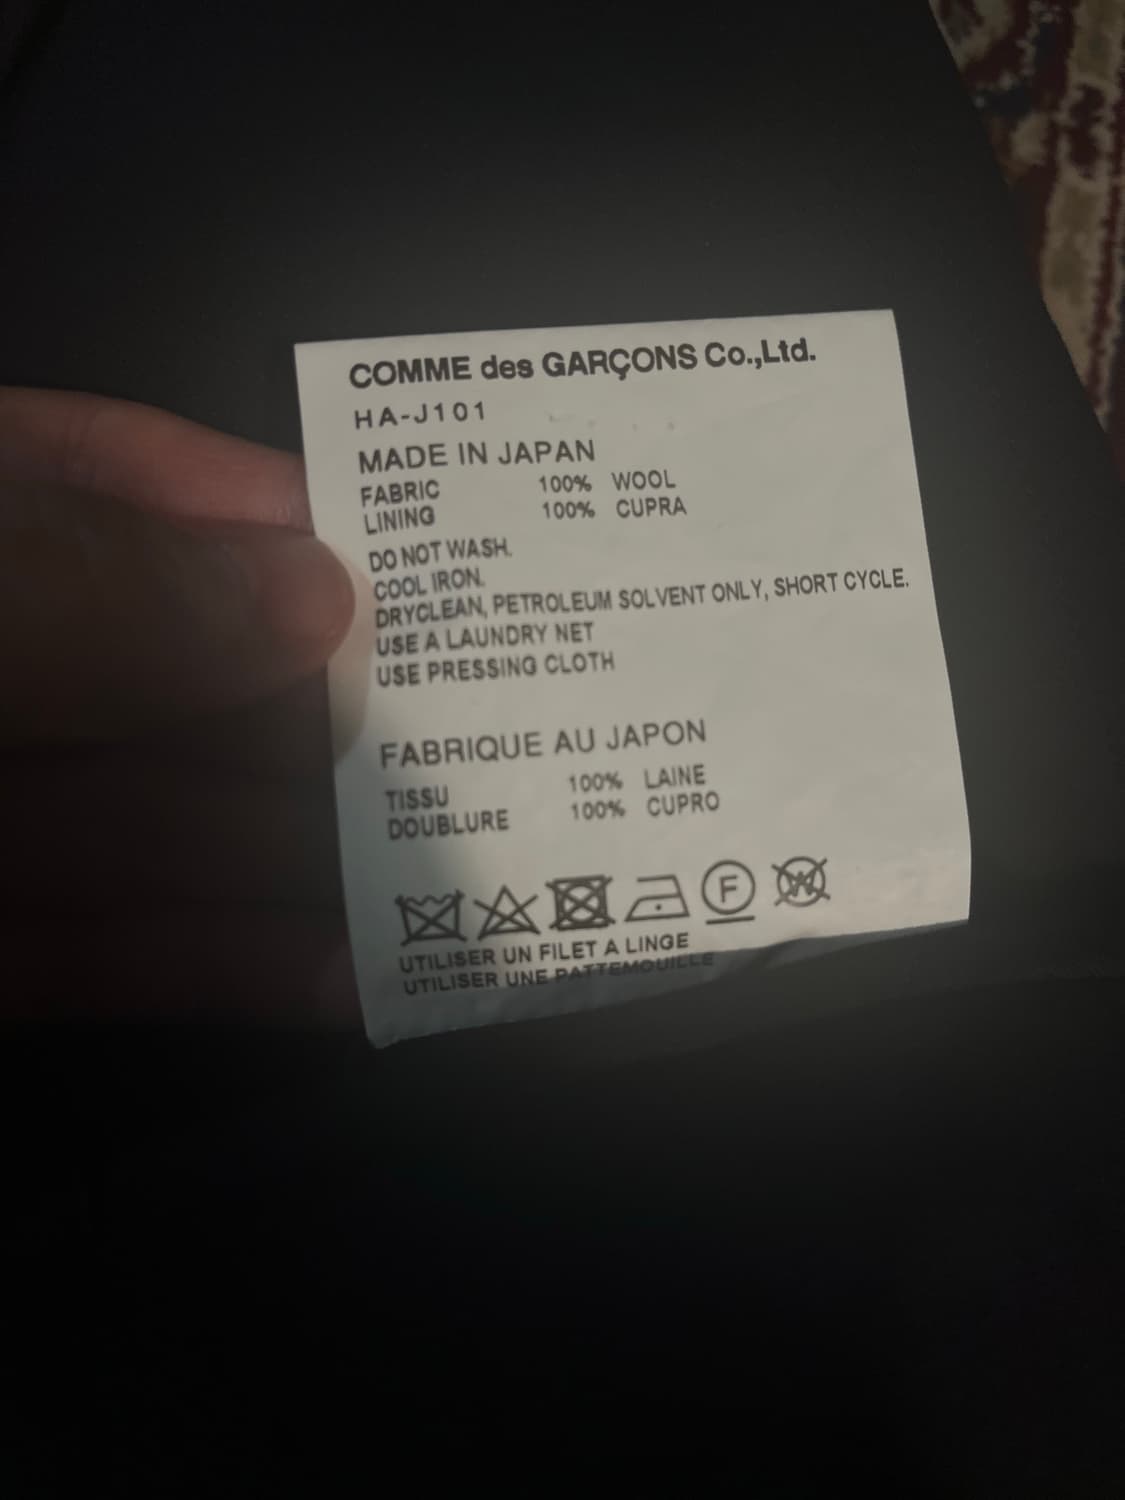 COMME des GARÇONS Co.,Ltd.
HA-J101
MADE IN JAPAN
FABRIC 100% WOOL
LINING 100% CUPRA
DO NOT WASH.
COOL IRON.
DRYCLEAN, PETROLEUM SOLVENT ONLY, SHORT CYCLE.
USE A LAUNDRY NET
USE PRESSING CLOTH
FABRIQUE AU JAPON
TISSU 100% LAINE
DOUBLURE 100% CUPRO
F W
UTILISER UN FILET A LINGE
UTILISER UNE PATTEMOUILLE